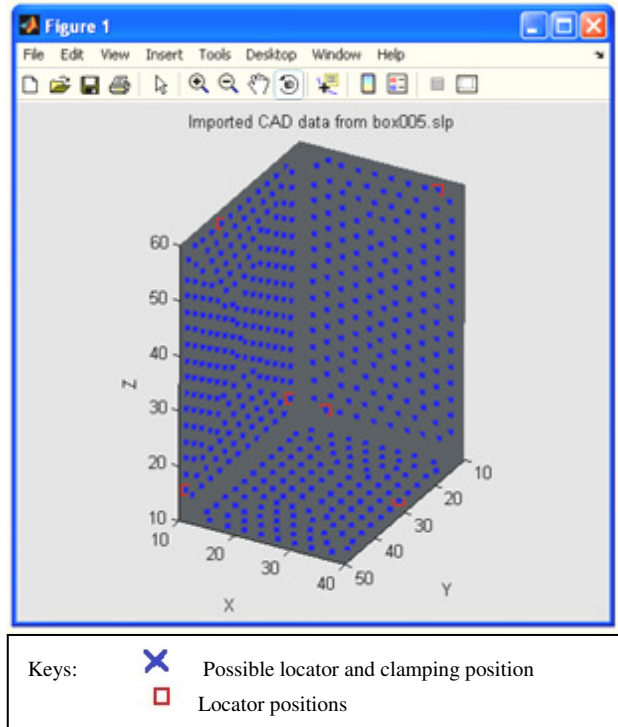 Figure 1
File Edit View Insert Tools Desktop Window Help
Imported CAD data from box005.slp
60
50
40
30
20
10
Z
10
20
30
40
X
50
40
30
20
10
Y
Keys:
Possible locator and clamping position
Locator positions